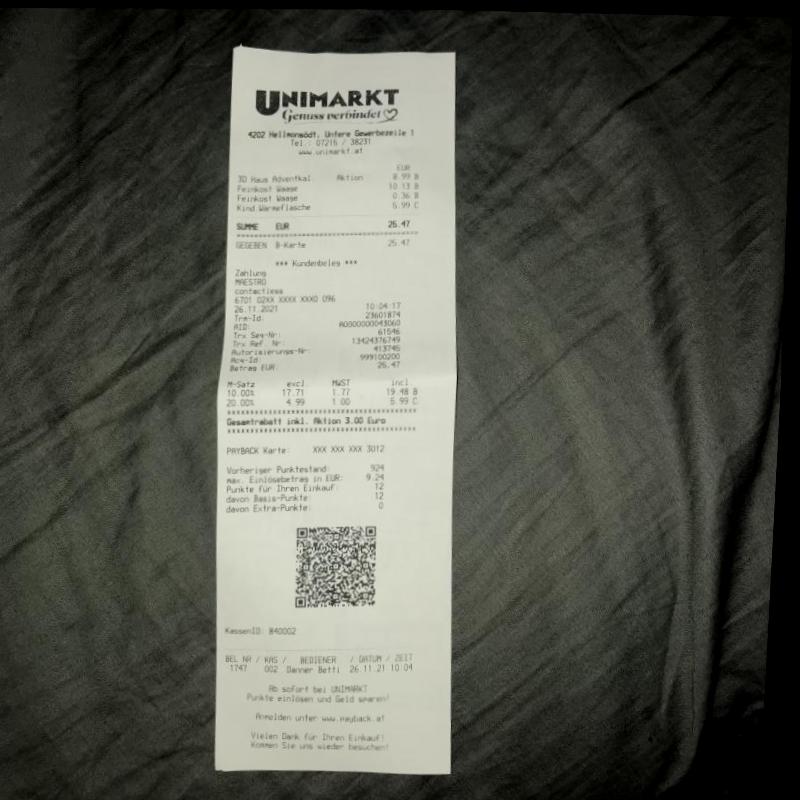 UNIMARKT
Genuss verbindet
4202 Hellmonsödt, Untere Gewerbezeile 1
Tel.: 07215 / 38231
www.unimarkt.at
EUR
3D Haus Adventkal Aktion 8.99 B
Feinkost Waage 10.13 B
Feinkost Waage 0.36 B
Kind.Wärmeflasche 5.99 C
SUMME EUR 25.47
GEGEBEN B-Karte 25.47
*** Kundenbeleg ***
Zahlung
MAESTRO
contactless
6701 02XX XXXX XXX0 096
26.11.2021 10:04:17
Trm-Id: 23601874
AID: A0000000043060
Trx Seq-Nr: 61546
Trx Ref. Nr: 13424376749
Autorisierungs-Nr: 413745
Acq-Id: 999100200
Betrag EUR: 25.47
M-Satz excl. MWST incl.
10.00% 17.71 1.77 19.48 B
20.00% 4.99 1.00 5.99 C
Gesamtrabatt inkl. Aktion 3.00 Euro
PAYBACK Karte: XXX XXX XXX 3012
Vorheriger Punktestand: 924
max. Einlösebetrag in EUR: 9.24
Punkte für Ihren Einkauf: 12
davon Basis-Punkte: 12
davon Extra-Punkte: 0
KassenID: 840002
BEL NR / KAS / BEDIENER / DATUM / ZEIT
1747 002 Danner Betti 26.11.21 10:04
Ab sofort bei UNIMARKT
Punkte einlösen und Geld sparen!
Anmelden unter www.payback.at
Vielen Dank für Ihren Einkauf!
Kommen Sie uns wieder besuchen!